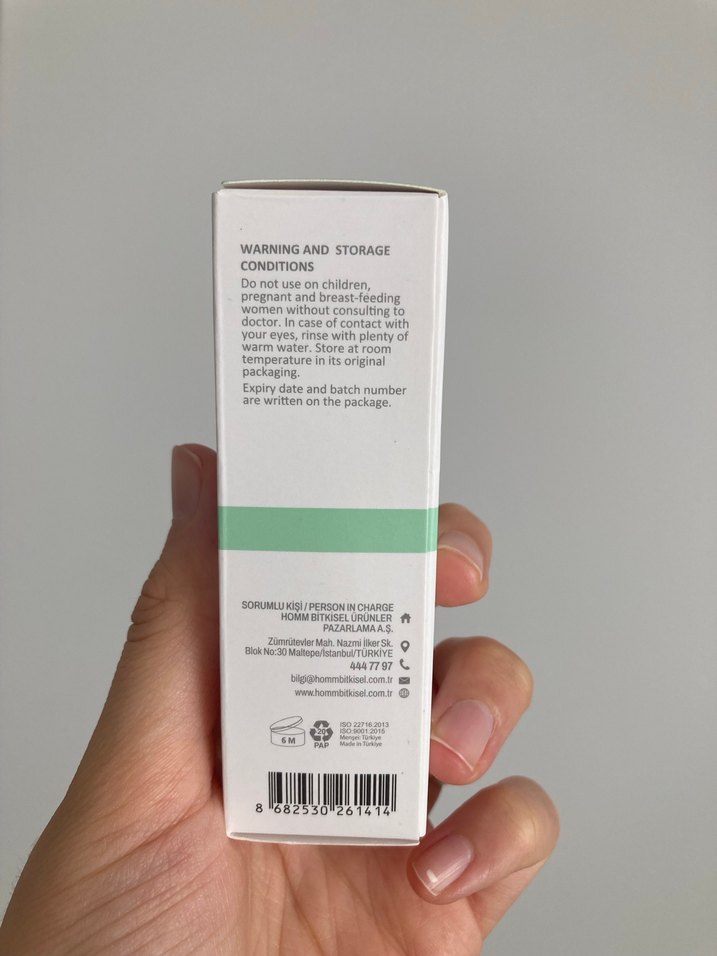 WARNING AND STORAGE
CONDITIONS
Do not use on children,
pregnant and breast-feeding
women without consulting to
doctor. In case of contact with
your eyes, rinse with plenty of
warm water. Store at room
temperature in its original
packaging.
Expiry date and batch number
are written on the package.
SORUMLU KİŞİ / PERSON IN CHARGE
HOMM BITKISEL ÜRÜNLER
PAZARLAMA A.Ş.
Zümrütevler Mah. Nazmi İlker Sk.
Blok No:30 Maltepe/İstanbul/TÜRKİYE
444 77 97
bilgi@hommbitkisel.com.tr
www.hommbitkisel.com.tr
6 M
20
PAP
ISO 22716:2013
ISO:9001:2015
Menşei: Türkiye
Made in Türkiye
8 682530 261414